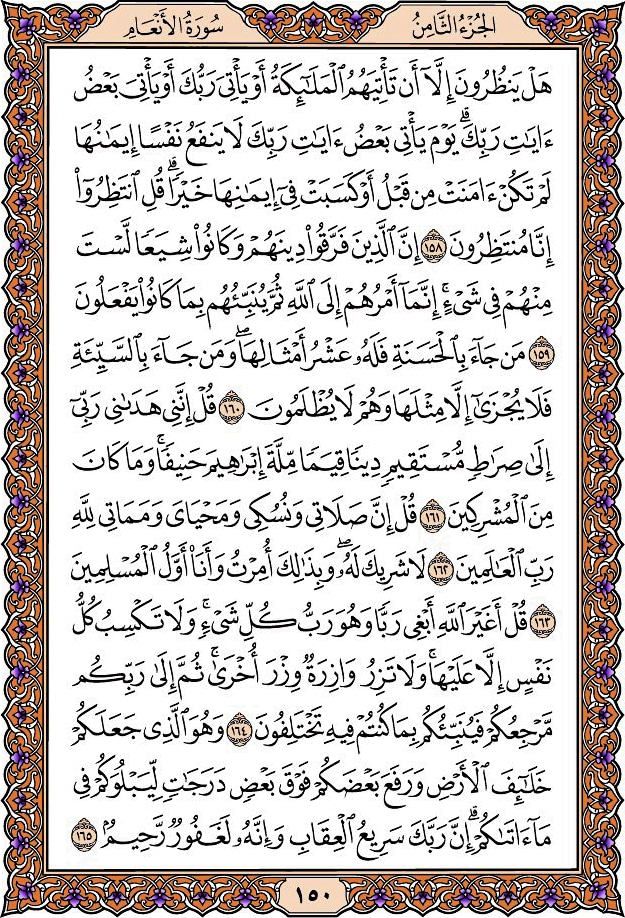 الجُزْءُ الثَّامِنُ
سُورَةُ الأَنْعَامِ
هَلْ يَنظُرُونَ إِلَّآ أَن تَأْتِيَهُمُ ٱلْمَلَٰٓئِكَةُ أَوْ يَأْتِىَ رَبُّكَ أَوْ يَأْتِىَ بَعْضُ
ءَايَٰتِ رَبِّكَۗ يَوْمَ يَأْتِى بَعْضُ ءَايَٰتِ رَبِّكَ لَا يَنفَعُ نَفْسًا إِيمَٰنُهَا
لَمْ تَكُنْ ءَامَنَتْ مِن قَبْلُ أَوْ كَسَبَتْ فِىٓ إِيمَٰنِهَا خَيْرًاۗ قُلِ ٱنتَظِرُوٓا۟
إِنَّا مُنتَظِرُونَ ١٥٨ إِنَّ ٱلَّذِينَ فَرَّقُوا۟ دِينَهُمْ وَكَانُوا۟ شِيَعًا لَّسْتَ
مِنْهُمْ فِى شَىْءٍۚ إِنَّمَآ أَمْرُهُمْ إِلَى ٱللَّهِ ثُمَّ يُنَبِّئُهُم بِمَا كَانُوا۟ يَفْعَلُونَ
١٥٩ مَن جَآءَ بِٱلْحَسَنَةِ فَلَهُۥ عَشْرُ أَمْثَالِهَاۖ وَمَن جَآءَ بِٱلسَّيِّئَةِ
فَلَا يُجْزَىٰٓ إِلَّا مِثْلَهَا وَهُمْ لَا يُظْلَمُونَ ١٦٠ قُلْ إِنَّنِى هَدَىٰنِى رَبِّىٓ
إِلَىٰ صِرَٰطٍ مُّسْتَقِيمٍ دِينًا قِيَمًا مِّلَّةَ إِبْرَٰهِيمَ حَنِيفًاۚ وَمَا كَانَ
مِنَ ٱلْمُشْرِكِينَ ١٦١ قُلْ إِنَّ صَلَاتِى وَنُسُكِى وَمَحْيَاىَ وَمَمَاتِى لِلَّهِ
رَبِّ ٱلْعَٰلَمِينَ ١٦٢ لَا شَرِيكَ لَهُۥۖ وَبِذَٰلِكَ أُمِرْتُ وَأَنَا۠ أَوَّلُ ٱلْمُسْلِمِينَ
١٦٣ قُلْ أَغَيْرَ ٱللَّهِ أَبْغِى رَبًّا وَهُوَ رَبُّ كُلِّ شَىْءٍۚ وَلَا تَكْسِبُ كُلُّ
نَفْسٍ إِلَّا عَلَيْهَاۚ وَلَا تَزِرُ وَازِرَةٌ وِزْرَ أُخْرَىٰۚ ثُمَّ إِلَىٰ رَبِّكُم
مَّرْجِعُكُمْ فَيُنَبِّئُكُم بِمَا كُنتُمْ فِيهِ تَخْتَلِفُونَ ١٦٤ وَهُوَ ٱلَّذِى جَعَلَكُمْ
خَلَٰٓئِفَ ٱلْأَرْضِ وَرَفَعَ بَعْضَكُمْ فَوْقَ بَعْضٍ دَرَجَٰتٍ لِّيَبْلُوَكُمْ فِى
مَآ ءَاتَىٰكُمْۗ إِنَّ رَبَّكَ سَرِيعُ ٱلْعِقَابِ وَإِنَّهُۥ لَغَفُورٌ رَّحِيمٌۢ ١٦٥
١٥٠